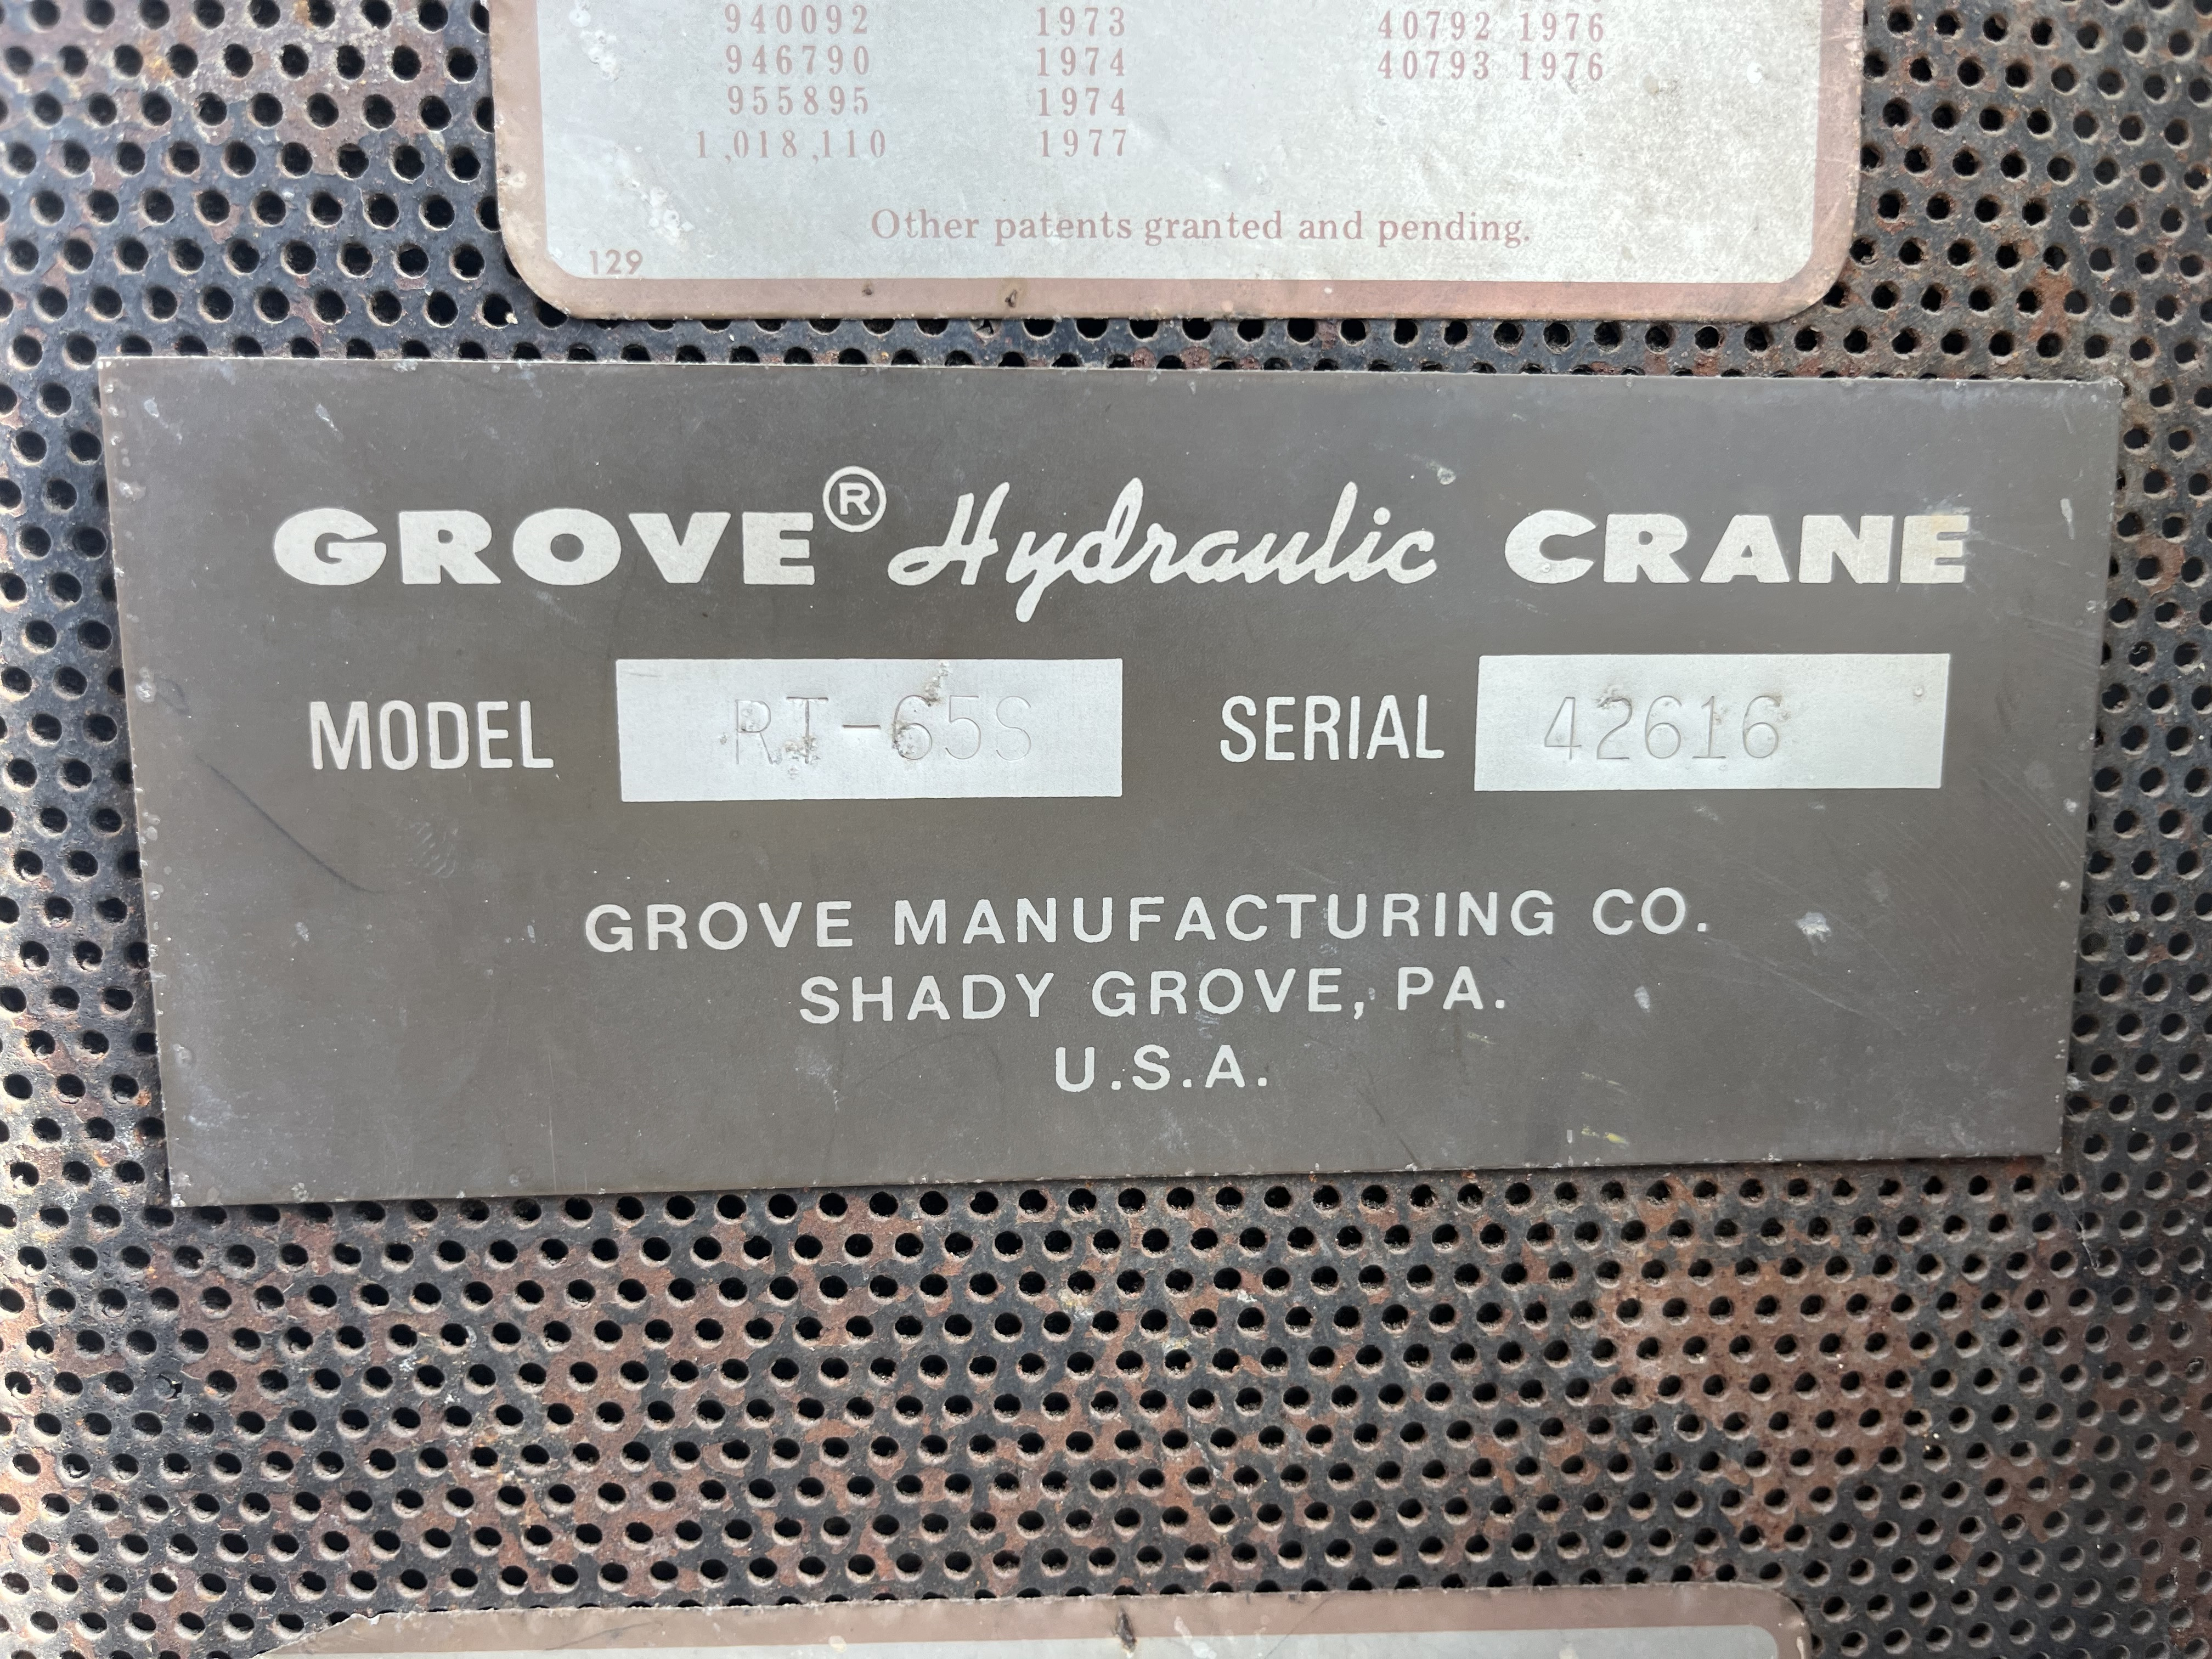 940092 1973 40792 1976
946790 1974 40793 1976
955895 1974
1,018,110 1977
Other patents granted and pending.
129
GROVE® Hydraulic CRANE
MODEL RT-65S SERIAL 42616
GROVE MANUFACTURING CO.
SHADY GROVE, PA.
U.S.A.